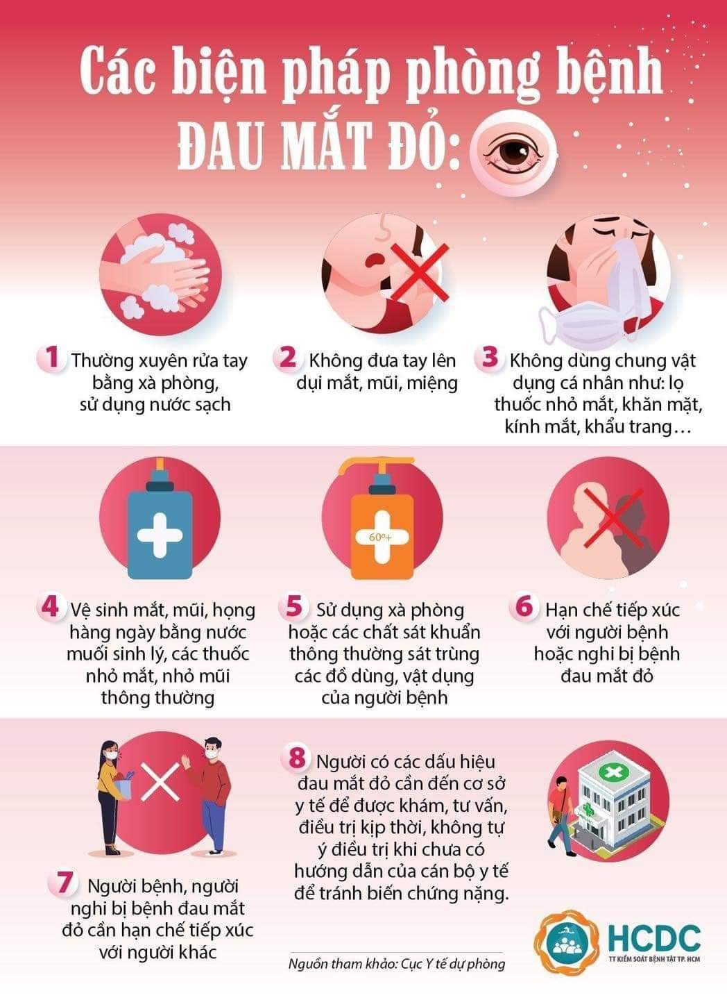 Các biện pháp phòng bệnh
ĐAU MẮT ĐỎ:
1 Thường xuyên rửa tay
bằng xà phòng,
sử dụng nước sạch
2 Không đưa tay lên
dụi mắt, mũi, miệng
3 Không dùng chung vật
dụng cá nhân như: lọ
thuốc nhỏ mắt, khăn mặt,
kính mắt, khẩu trang...
60º+
4 Vệ sinh mắt, mũi, họng
hàng ngày bằng nước
muối sinh lý, các thuốc
nhỏ mắt, nhỏ mũi
thông thường
5 Sử dụng xà phòng
hoặc các chất sát khuẩn
thông thường sát trùng
các đồ dùng, vật dụng
của người bệnh
6 Hạn chế tiếp xúc
với người bệnh
hoặc nghi bị bệnh
đau mắt đỏ
7 Người bệnh, người
nghi bị bệnh đau mắt
đỏ cần hạn chế tiếp xúc
với người khác
8 Người có các dấu hiệu
đau mắt đỏ cần đến cơ sở
y tế để được khám, tư vấn,
điều trị kịp thời, không tự
ý điều trị khi chưa có
hướng dẫn của cán bộ y tế
để tránh biến chứng nặng.
Nguồn tham khảo: Cục Y tế dự phòng
HCDC
TT KIỂM SOÁT BỆNH TẬT TP. HCM